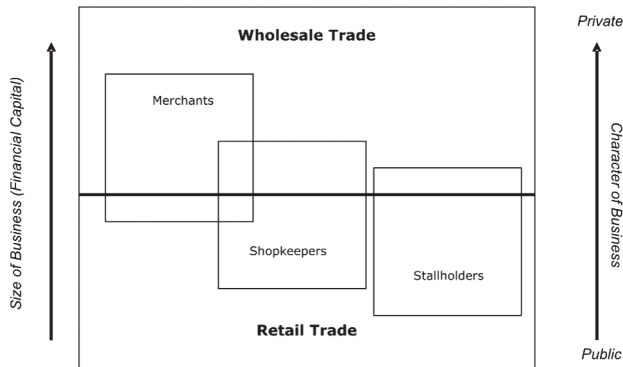 Private
Wholesale Trade
Merchants
Size of Business (Financial Capital)
Character of Business
Shopkeepers
Stallholders
Retail Trade
Public